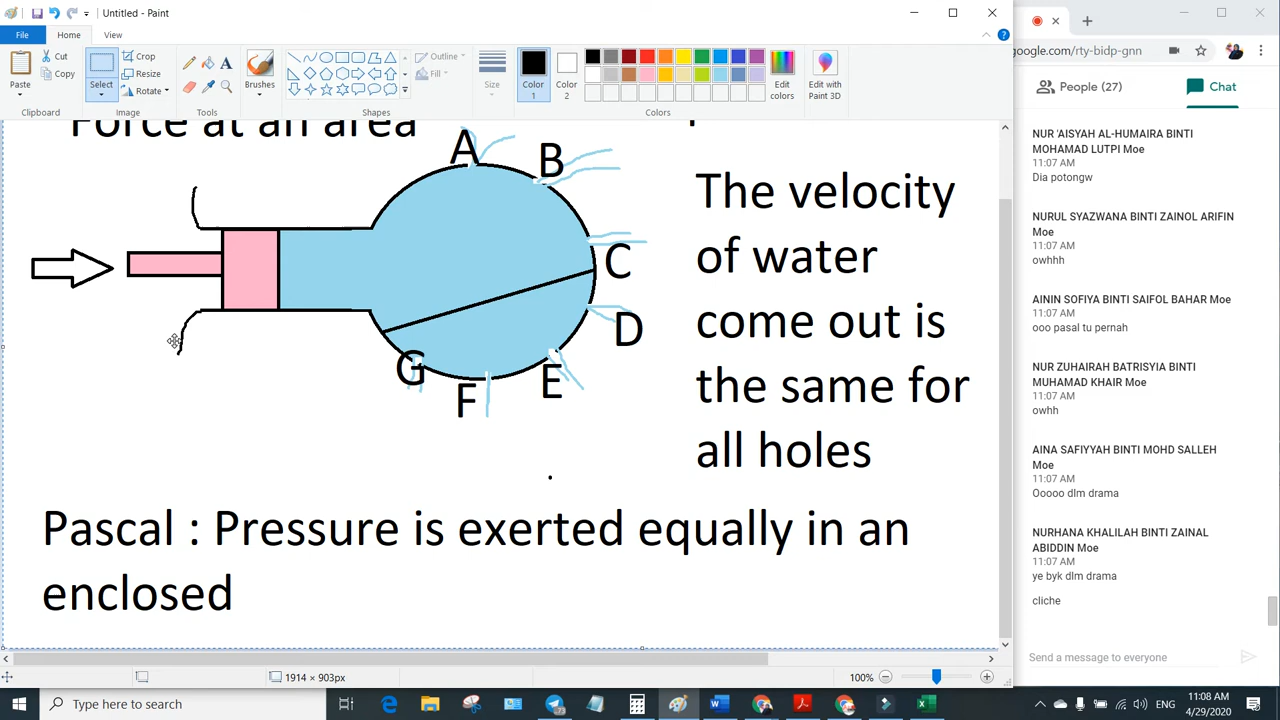 Untitled - Paint
File
Home
View
Paste
Cut
Copy
Clipboard
Select
Crop
Resize
Rotate
Image
A
Tools
Brushes
Outline
Fill
Shapes
Size
Color
1
Color
2
Edit
colors
Edit with
Paint 3D
Colors
Force at an area
A
B
C
D
E
F
G
The velocity
of water
come out is
the same for
all holes
Pascal : Pressure is exerted equally in an
enclosed
1914 × 903px
100%
google.com/rty-bidp-gnn
People (27)
Chat
NUR 'AISYAH AL-HUMAIRA BINTI
MOHAMAD LUTPI Moe
11:07 AM
Dia potongw
NURUL SYAZWANA BINTI ZAINOL ARIFIN
Moe
11:07 AM
owhhh
AININ SOFIYA BINTI SAIFOL BAHAR Moe
11:07 AM
ooo pasal tu pernah
NUR ZUHAIRAH BATRISYIA BINTI
MUHAMAD KHAIR Moe
11:07 AM
owhh
AINA SAFIYYAH BINTI MOHD SALLEH
Moe
11:07 AM
Ooooo dlm drama
NURHANA KHALILAH BINTI ZAINAL
ABIDDIN Moe
11:07 AM
ye byk dlm drama
cliche
Send a message to everyone
Type here to search
ENG
11:08 AM
4/29/2020